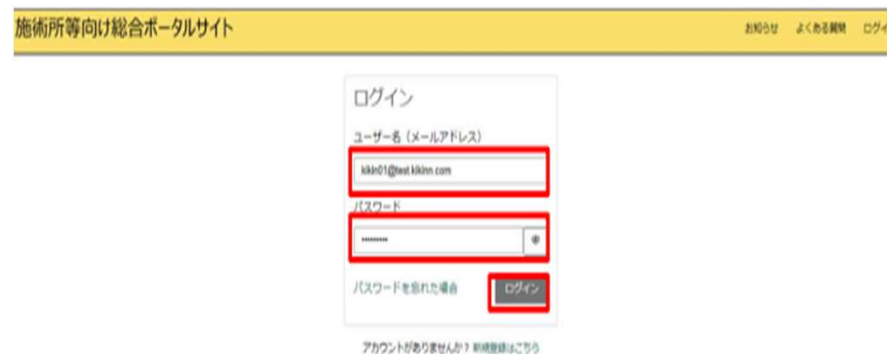 施術所等向け総合ポータルサイト
お知らせ よくある質問 ログイ
ログイン
ユーザー名（メールアドレス）
kikin01@test.kikinn.com
パスワード
•••••••••
パスワードを忘れた場合 ログイン
アカウントがありませんか？ 新規登録はこちら